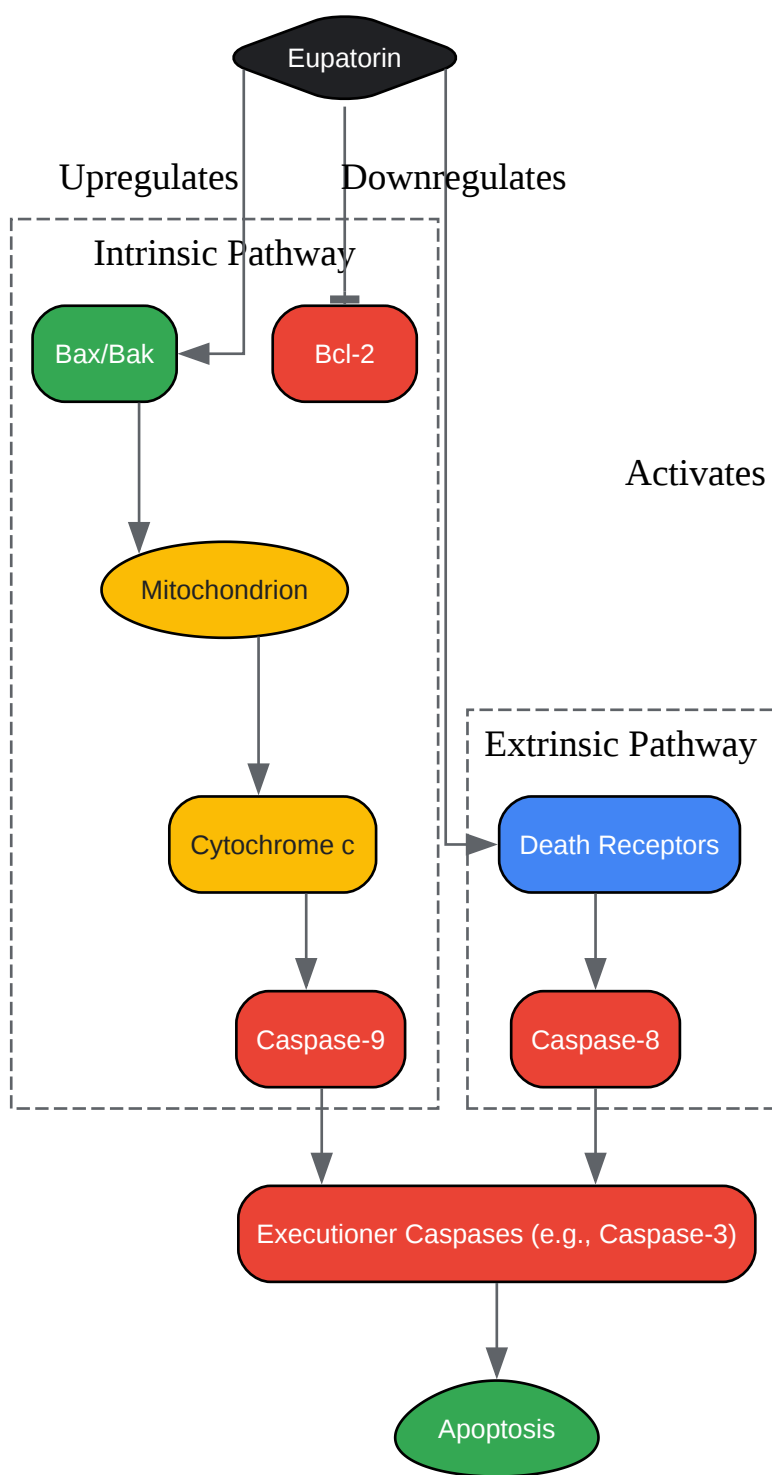 Eupatorin
Upregulates
Downregulates
Intrinsic Pathway
Bax/Bak
Bcl-2
Activates
Mitochondrion
Extrinsic Pathway
Cytochrome c
Death Receptors
Caspase-9
Caspase-8
Executioner Caspases (e.g., Caspase-3)
Apoptosis